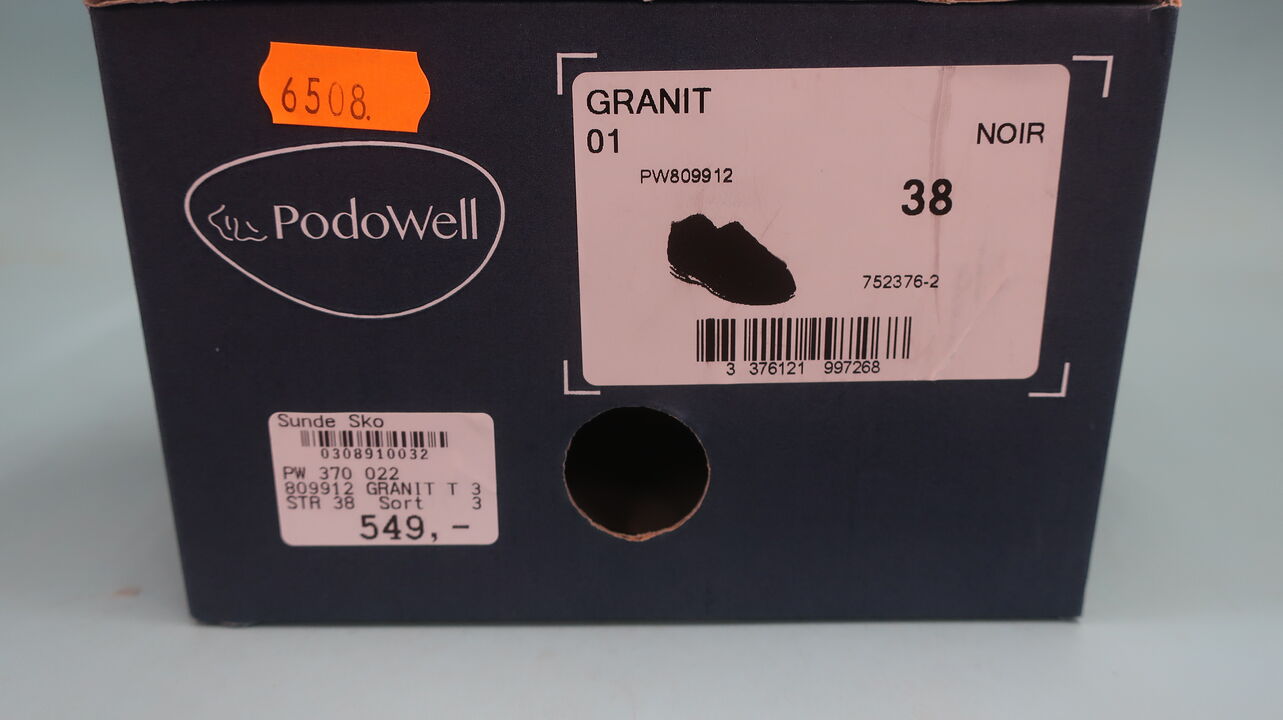 6508.
PodoWell
GRANIT
01
NOIR
PW809912
38
752376-2
3 376121 997268
Sunde Sko
0308910032
PW 370 022
809912 GRANIT T 3
STR 38 Sort 3
549,-